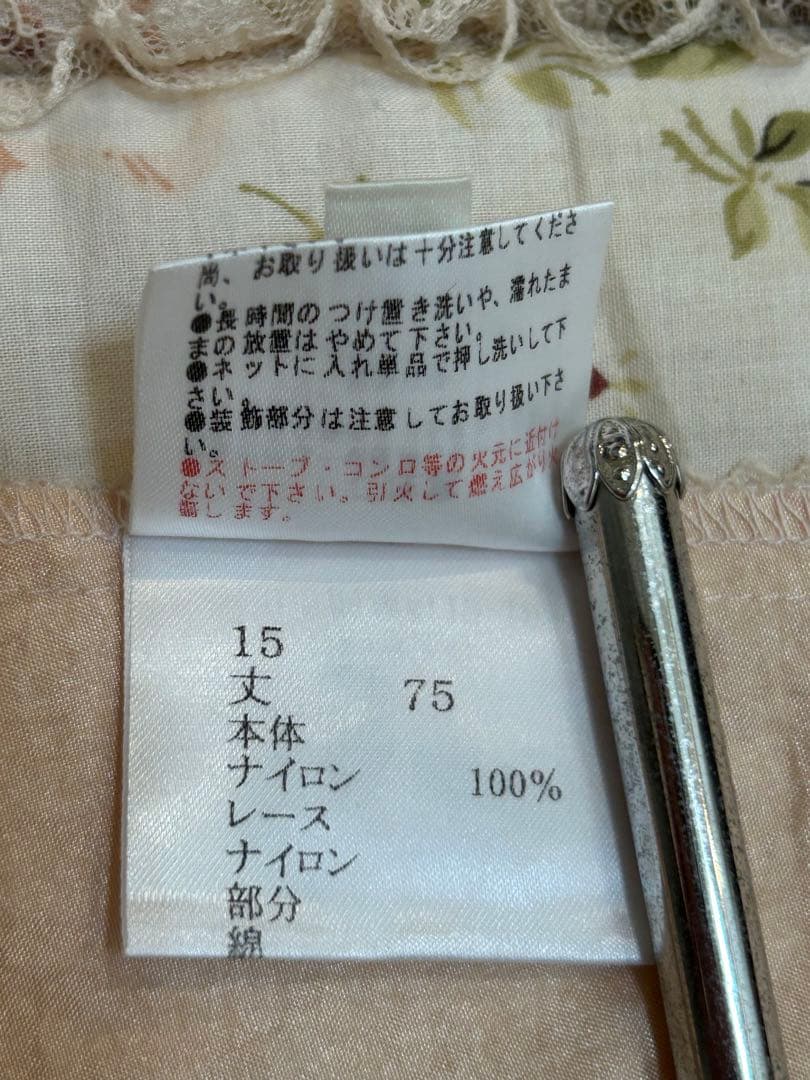 尚、お取り扱いは十分注意してくださ
い。
●長時間のつけ置き洗いや、濡れたま
まの放置はやめて下さい。
●ネットに入れ単品で押し洗いして下
さい。
●装飾部分は注意してお取り扱い下さ
い。
●ストーブ・コンロ等の火元に近付け
ないで下さい。引火して燃え広がり火
傷します。
15
丈 75
本体
ナイロン 100%
レース
ナイロン
部分
綿